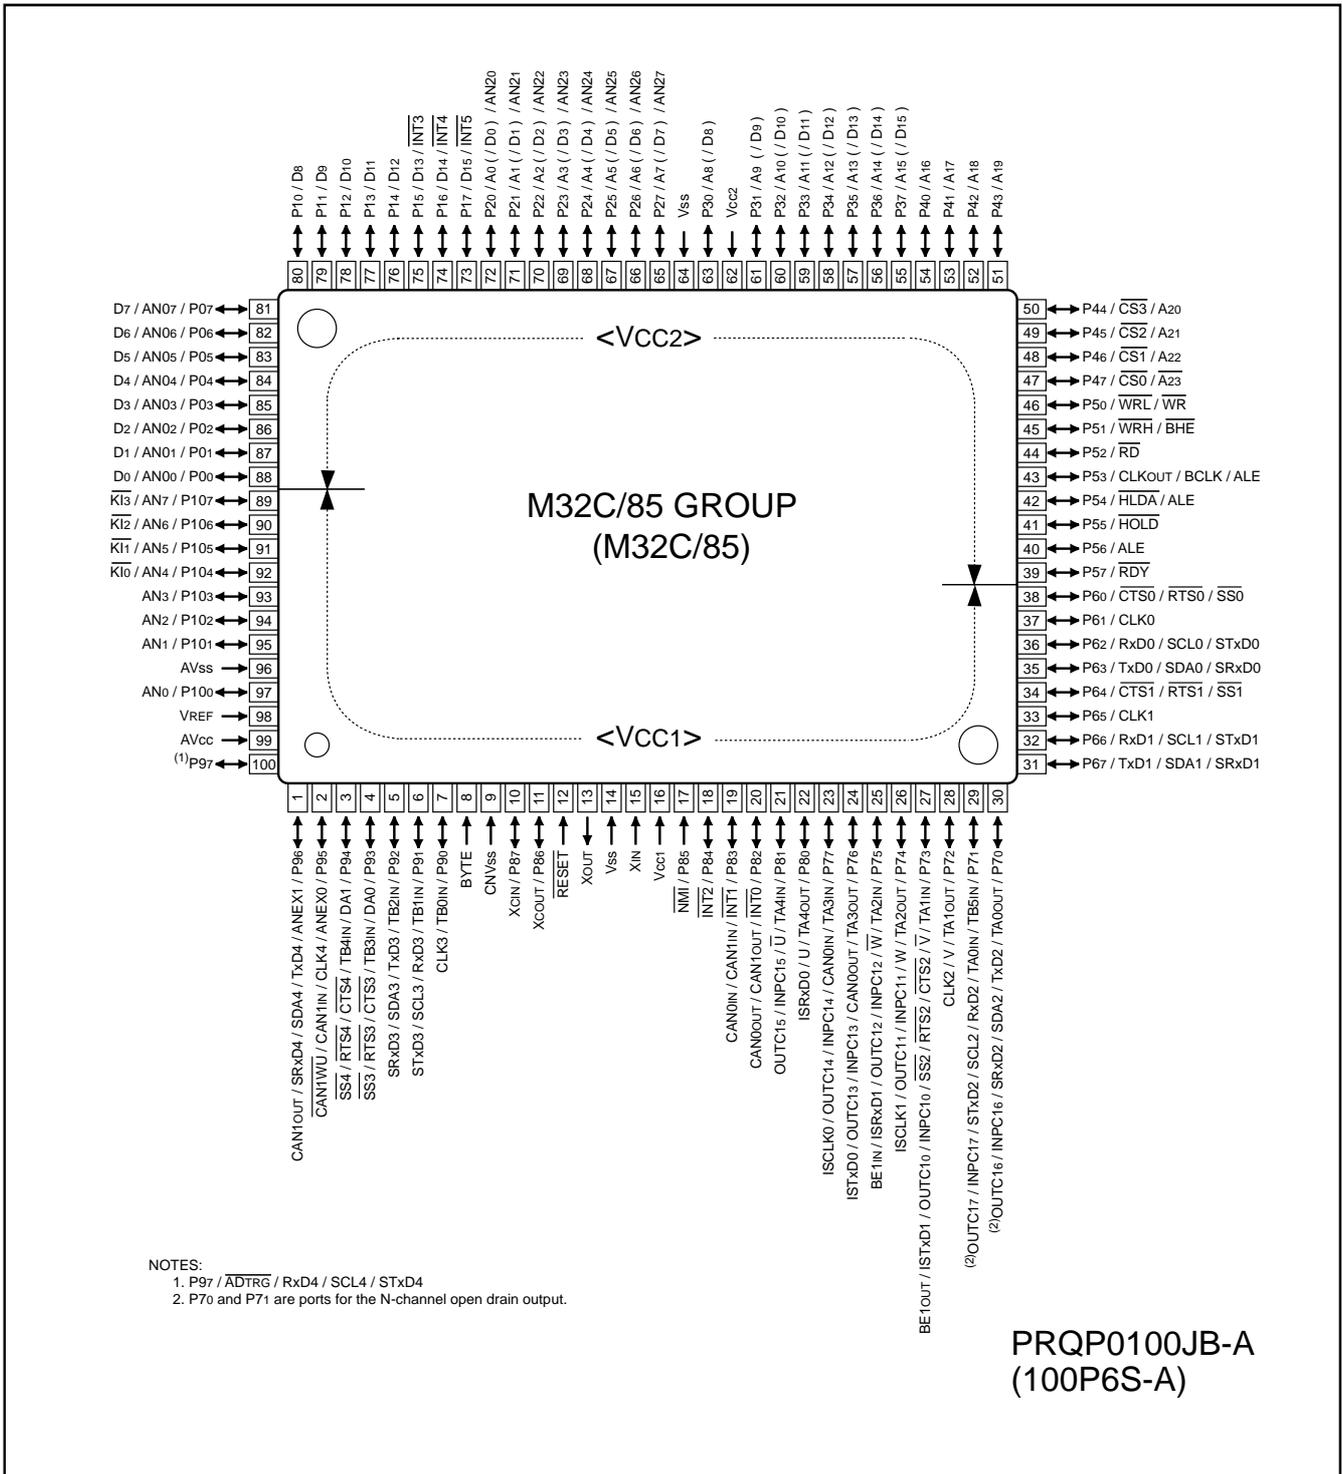 P10 / D8
P11 / D9
P12 / D10
P13 / D11
P14 / D12
P15 / D13 / INT3
P16 / D14 / INT4
P17 / D15 / INT5
P20 / A0 ( / D0 ) / AN20
P21 / A1 ( / D1 ) / AN21
P22 / A2 ( / D2 ) / AN22
P23 / A3 ( / D3 ) / AN23
P24 / A4 ( / D4 ) / AN24
P25 / A5 ( / D5 ) / AN25
P26 / A6 ( / D6 ) / AN26
P27 / A7 ( / D7 ) / AN27
Vss
P30 / A8 ( / D8 )
Vcc2
P31 / A9 ( / D9 )
P32 / A10 ( / D10 )
P33 / A11 ( / D11 )
P34 / A12 ( / D12 )
P35 / A13 ( / D13 )
P36 / A14 ( / D14 )
P37 / A15 ( / D15 )
P40 / A16
P41 / A17
P42 / A18
P43 / A19
80 79 78 77 76 75 74 73 72 71 70 69 68 67 66 65 64 63 62 61 60 59 58 57 56 55 54 53 52 51
D7 / AN07 / P07 81
D6 / AN06 / P06 82
D5 / AN05 / P05 83
D4 / AN04 / P04 84
D3 / AN03 / P03 85
D2 / AN02 / P02 86
D1 / AN01 / P01 87
D0 / AN00 / P00 88
KI3 / AN7 / P107 89
KI2 / AN6 / P106 90
KI1 / AN5 / P105 91
KI0 / AN4 / P104 92
AN3 / P103 93
AN2 / P102 94
AN1 / P101 95
AVss 96
AN0 / P100 97
VREF 98
AVcc 99
(1)P97 100
<VCC2>
M32C/85 GROUP
(M32C/85)
<VCC1>
50 P44 / CS3 / A20
49 P45 / CS2 / A21
48 P46 / CS1 / A22
47 P47 / CS0 / A23
46 P50 / WRL / WR
45 P51 / WRH / BHE
44 P52 / RD
43 P53 / CLKOUT / BCLK / ALE
42 P54 / HLDA / ALE
41 P55 / HOLD
40 P56 / ALE
39 P57 / RDY
38 P60 / CTS0 / RTS0 / SS0
37 P61 / CLK0
36 P62 / RxD0 / SCL0 / STxD0
35 P63 / TxD0 / SDA0 / SRxD0
34 P64 / CTS1 / RTS1 / SS1
33 P65 / CLK1
32 P66 / RxD1 / SCL1 / STxD1
31 P67 / TxD1 / SDA1 / SRxD1
1 2 3 4 5 6 7 8 9 10 11 12 13 14 15 16 17 18 19 20 21 22 23 24 25 26 27 28 29 30
CAN1OUT / SRxD4 / SDA4 / TxD4 / ANEX1 / P96
CAN1WU / CAN1IN / CLK4 / ANEX0 / P95
SS4 / RTS4 / CTS4 / TB4IN / DA1 / P94
SS3 / RTS3 / CTS3 / TB3IN / DA0 / P93
SRxD3 / SDA3 / TxD3 / TB2IN / P92
STxD3 / SCL3 / RxD3 / TB1IN / P91
CLK3 / TB0IN / P90
BYTE
CNVss
XCIN / P87
XCOUT / P86
RESET
XOUT
Vss
XIN
Vcc1
NMI / P85
INT2 / P84
CAN0IN / CAN1IN / INT1 / P83
CAN0OUT / CAN1OUT / INT0 / P82
OUTC15 / INPC15 / U / TA4IN / P81
ISRxD0 / U / TA4OUT / P80
ISCLK0 / OUTC14 / INPC14 / CAN0IN / TA3IN / P77
ISTxD0 / OUTC13 / INPC13 / CAN0OUT / TA3OUT / P76
BE1IN / ISRxD1 / OUTC12 / INPC12 / W / TA2IN / P75
ISCLK1 / OUTC11 / INPC11 / W / TA2OUT / P74
BE1OUT / ISTxD1 / OUTC10 / INPC10 / SS2 / RTS2 / CTS2 / V / TA1IN / P73
CLK2 / V / TA1OUT / P72
(2)OUTC17 / INPC17 / STxD2 / SCL2 / RxD2 / TA0IN / TB5IN / P71
(2)OUTC16 / INPC16 / SRxD2 / SDA2 / TxD2 / TA0OUT / P70
NOTES:
1. P97 / ADTRG / RxD4 / SCL4 / STxD4
2. P70 and P71 are ports for the N-channel open drain output.
PRQP0100JB-A
(100P6S-A)